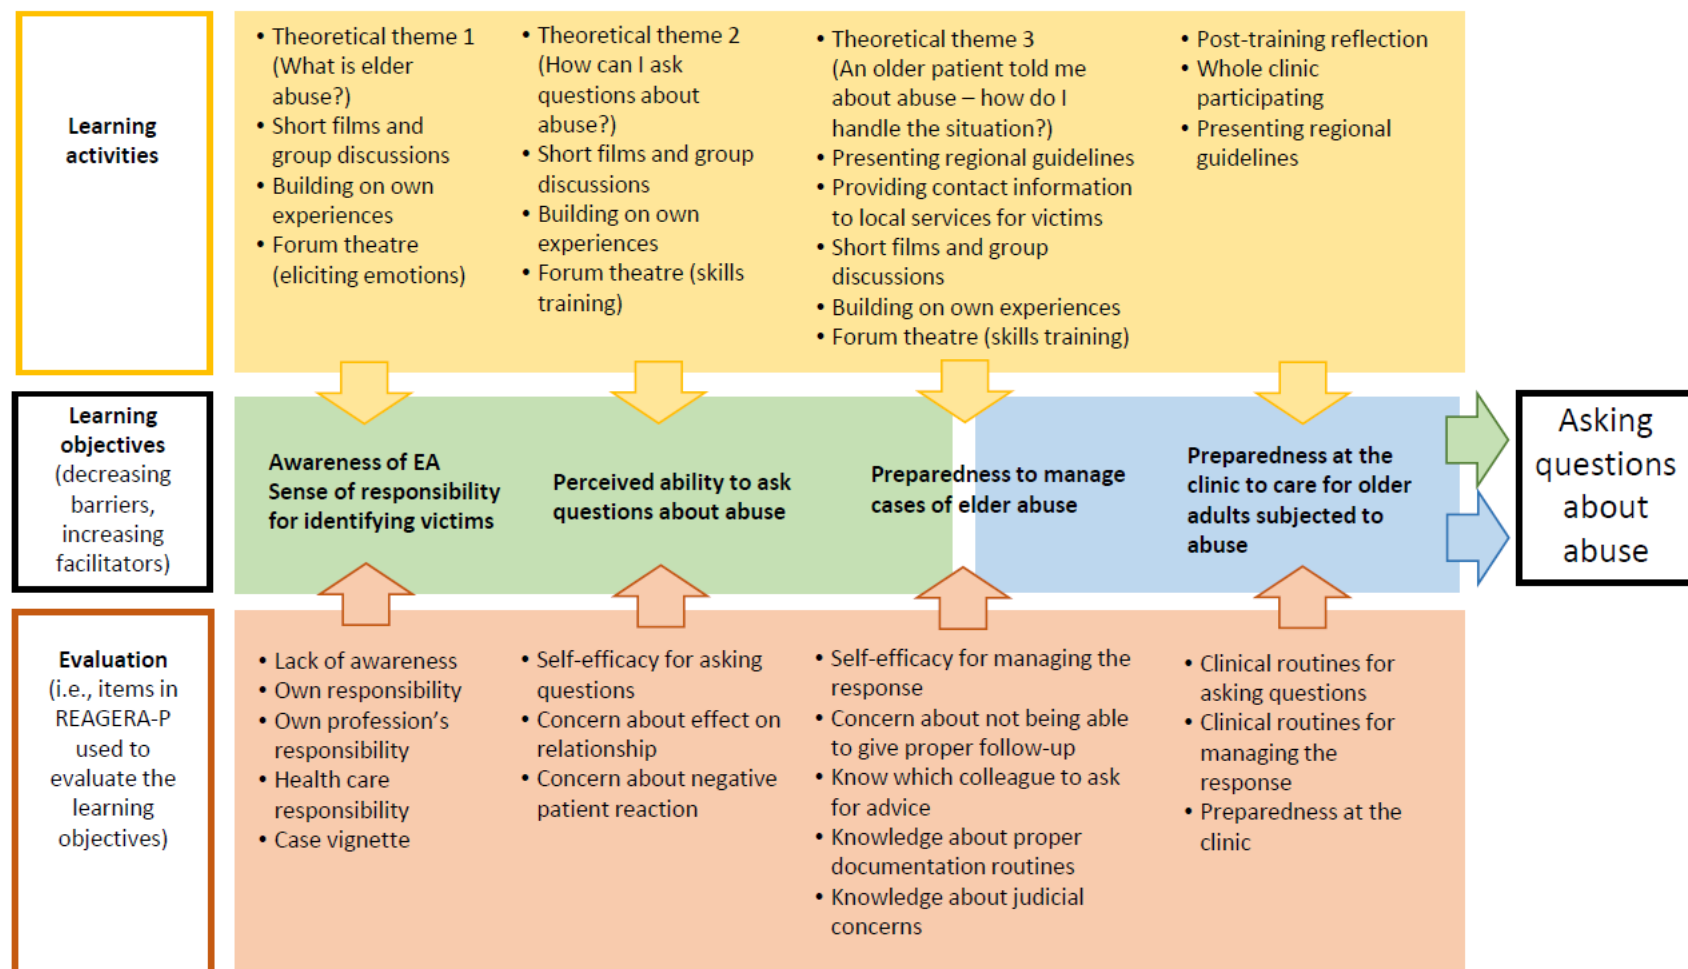 Learning
activities
• Theoretical theme 1
(What is elder
abuse?)
• Short films and
group discussions
• Building on own
experiences
• Forum theatre
(eliciting emotions)
• Theoretical theme 2
(How can I ask
questions about
abuse?)
• Short films and group
discussions
• Building on own
experiences
• Forum theatre (skills
training)
• Theoretical theme 3
(An older patient told me
about abuse – how do I
handle the situation?)
• Presenting regional guidelines
• Providing contact information
to local services for victims
• Short films and group
discussions
• Building on own experiences
• Forum theatre (skills training)
• Post-training reflection
• Whole clinic
participating
• Presenting regional
guidelines
Learning
objectives
(decreasing
barriers,
increasing
facilitators)
Awareness of EA
Sense of responsibility
for identifying victims
Perceived ability to ask
questions about abuse
Preparedness to manage
cases of elder abuse
Preparedness at the
clinic to care for older
adults subjected to
abuse
Asking
questions
about
abuse
Evaluation
(i.e., items in
REAGERA-P
used to
evaluate the
learning
objectives)
• Lack of awareness
• Own responsibility
• Own profession’s
responsibility
• Health care
responsibility
• Case vignette
• Self-efficacy for asking
questions
• Concern about effect on
relationship
• Concern about negative
patient reaction
• Self-efficacy for managing the
response
• Concern about not being able
to give proper follow-up
• Know which colleague to ask
for advice
• Knowledge about proper
documentation routines
• Knowledge about judicial
concerns
• Clinical routines for
asking questions
• Clinical routines for
managing the
response
• Preparedness at the
clinic